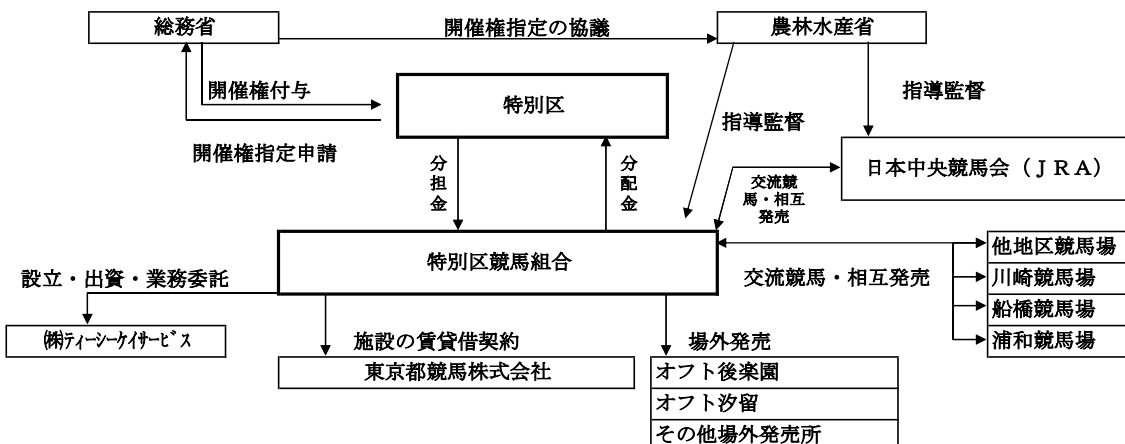 総務省
開催権指定の協議
農林水産省
開催権付与
特別区
指導監督
指導監督
開催権指定申請
分担金
分配金
日本中央競馬会（ＪＲＡ）
交流競
馬・相互
発売
特別区競馬組合
他地区競馬場
設立・出資・業務委託
交流競馬・相互発売
川崎競馬場
船橋競馬場
㈱ティーシーケイサービス
施設の賃貸借契約
場外発売
浦和競馬場
東京都競馬株式会社
オフト後楽園
オフト汐留
その他場外発売所